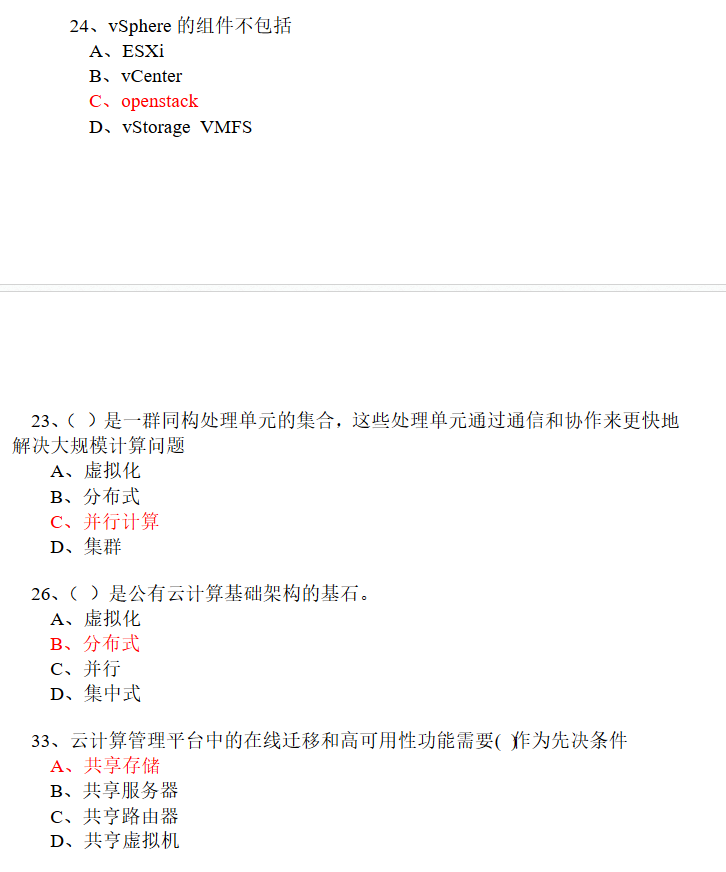 24、vSphere 的组件不包括
A、ESXi
B、vCenter
C、openstack
D、vStorage VMFS
23、（ ）是一群同构处理单元的集合，这些处理单元通过通信和协作来更快地
解决大规模计算问题
A、虚拟化
B、分布式
C、并行计算
D、集群
26、（ ）是公有云计算基础架构的基石。
A、虚拟化
B、分布式
C、并行
D、集中式
33、云计算管理平台中的在线迁移和高可用性功能需要( )作为先决条件
A、共享存储
B、共享服务器
C、共亨路由器
D、共亨虚拟机